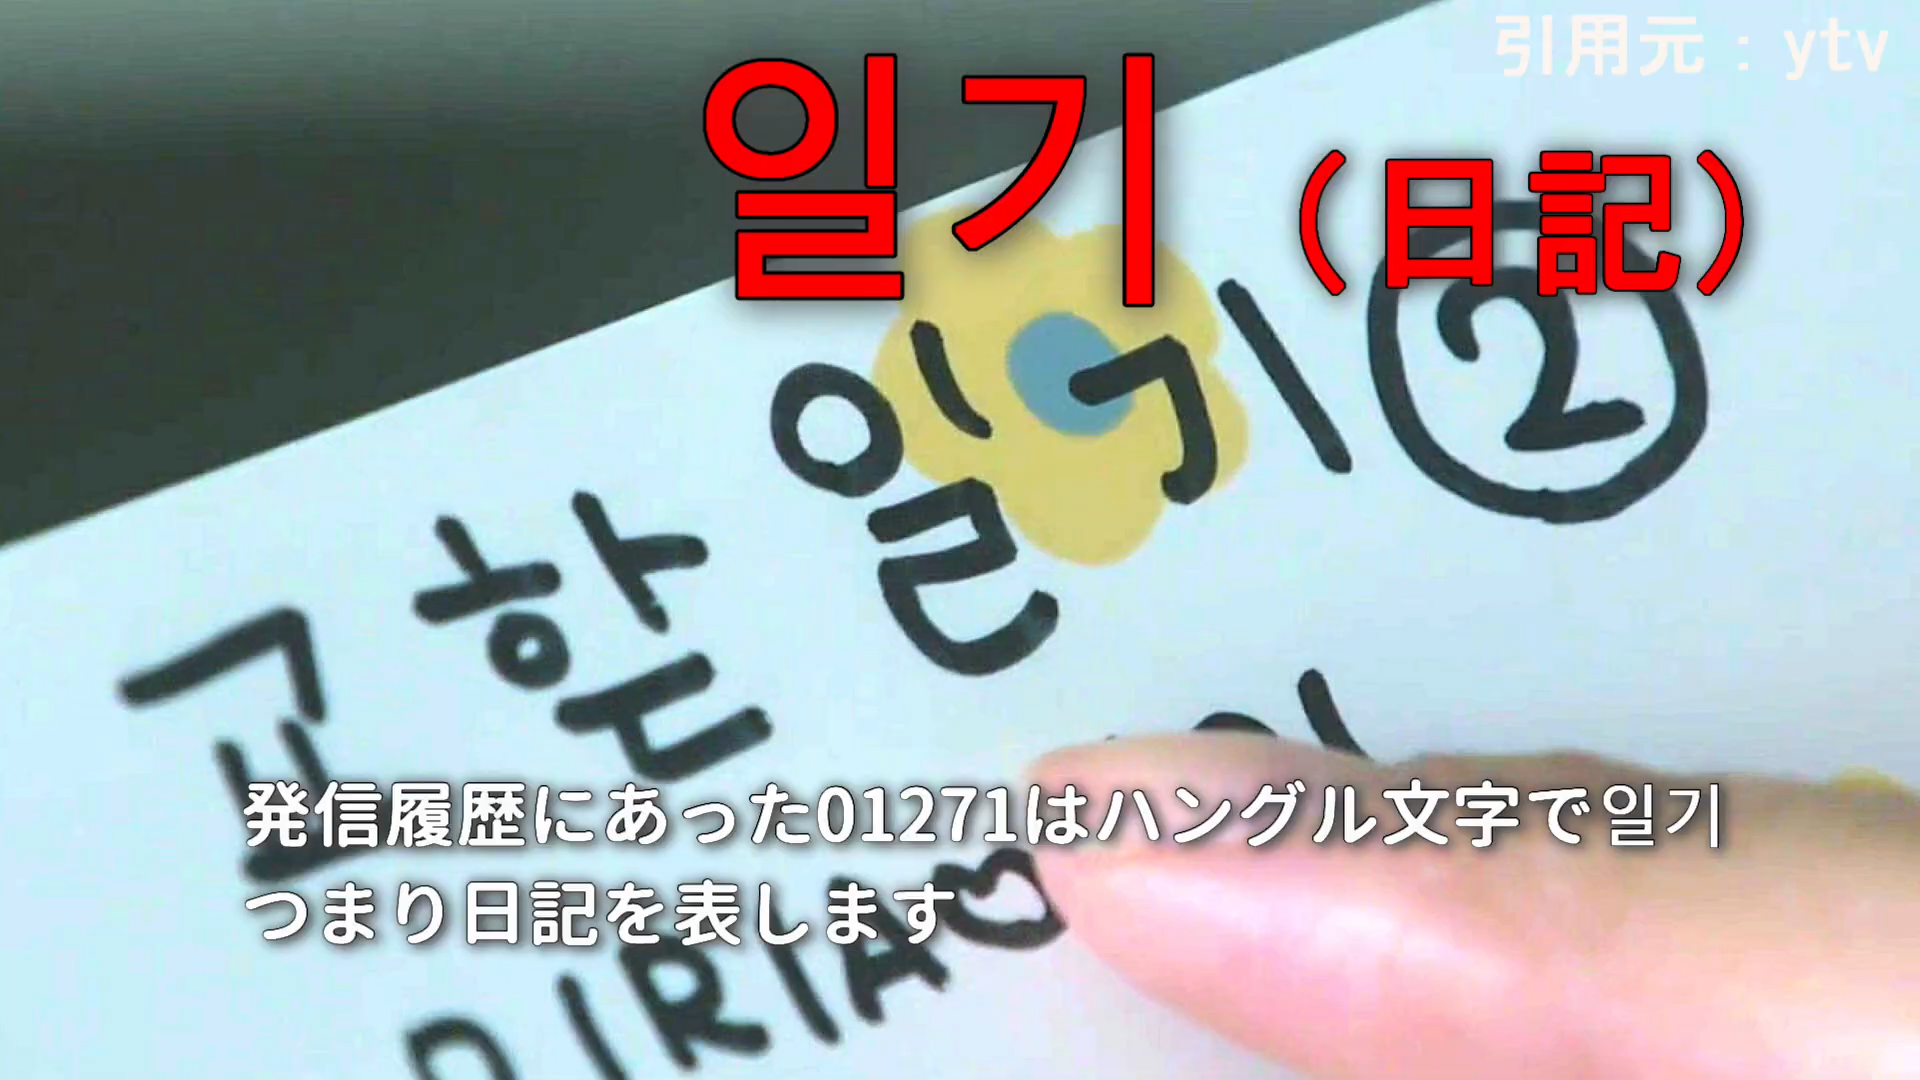 引用元：ytv
일기（日記）
교환 일기②
発信履歴にあった01271はハングル文字で일기
つまり日記を表します